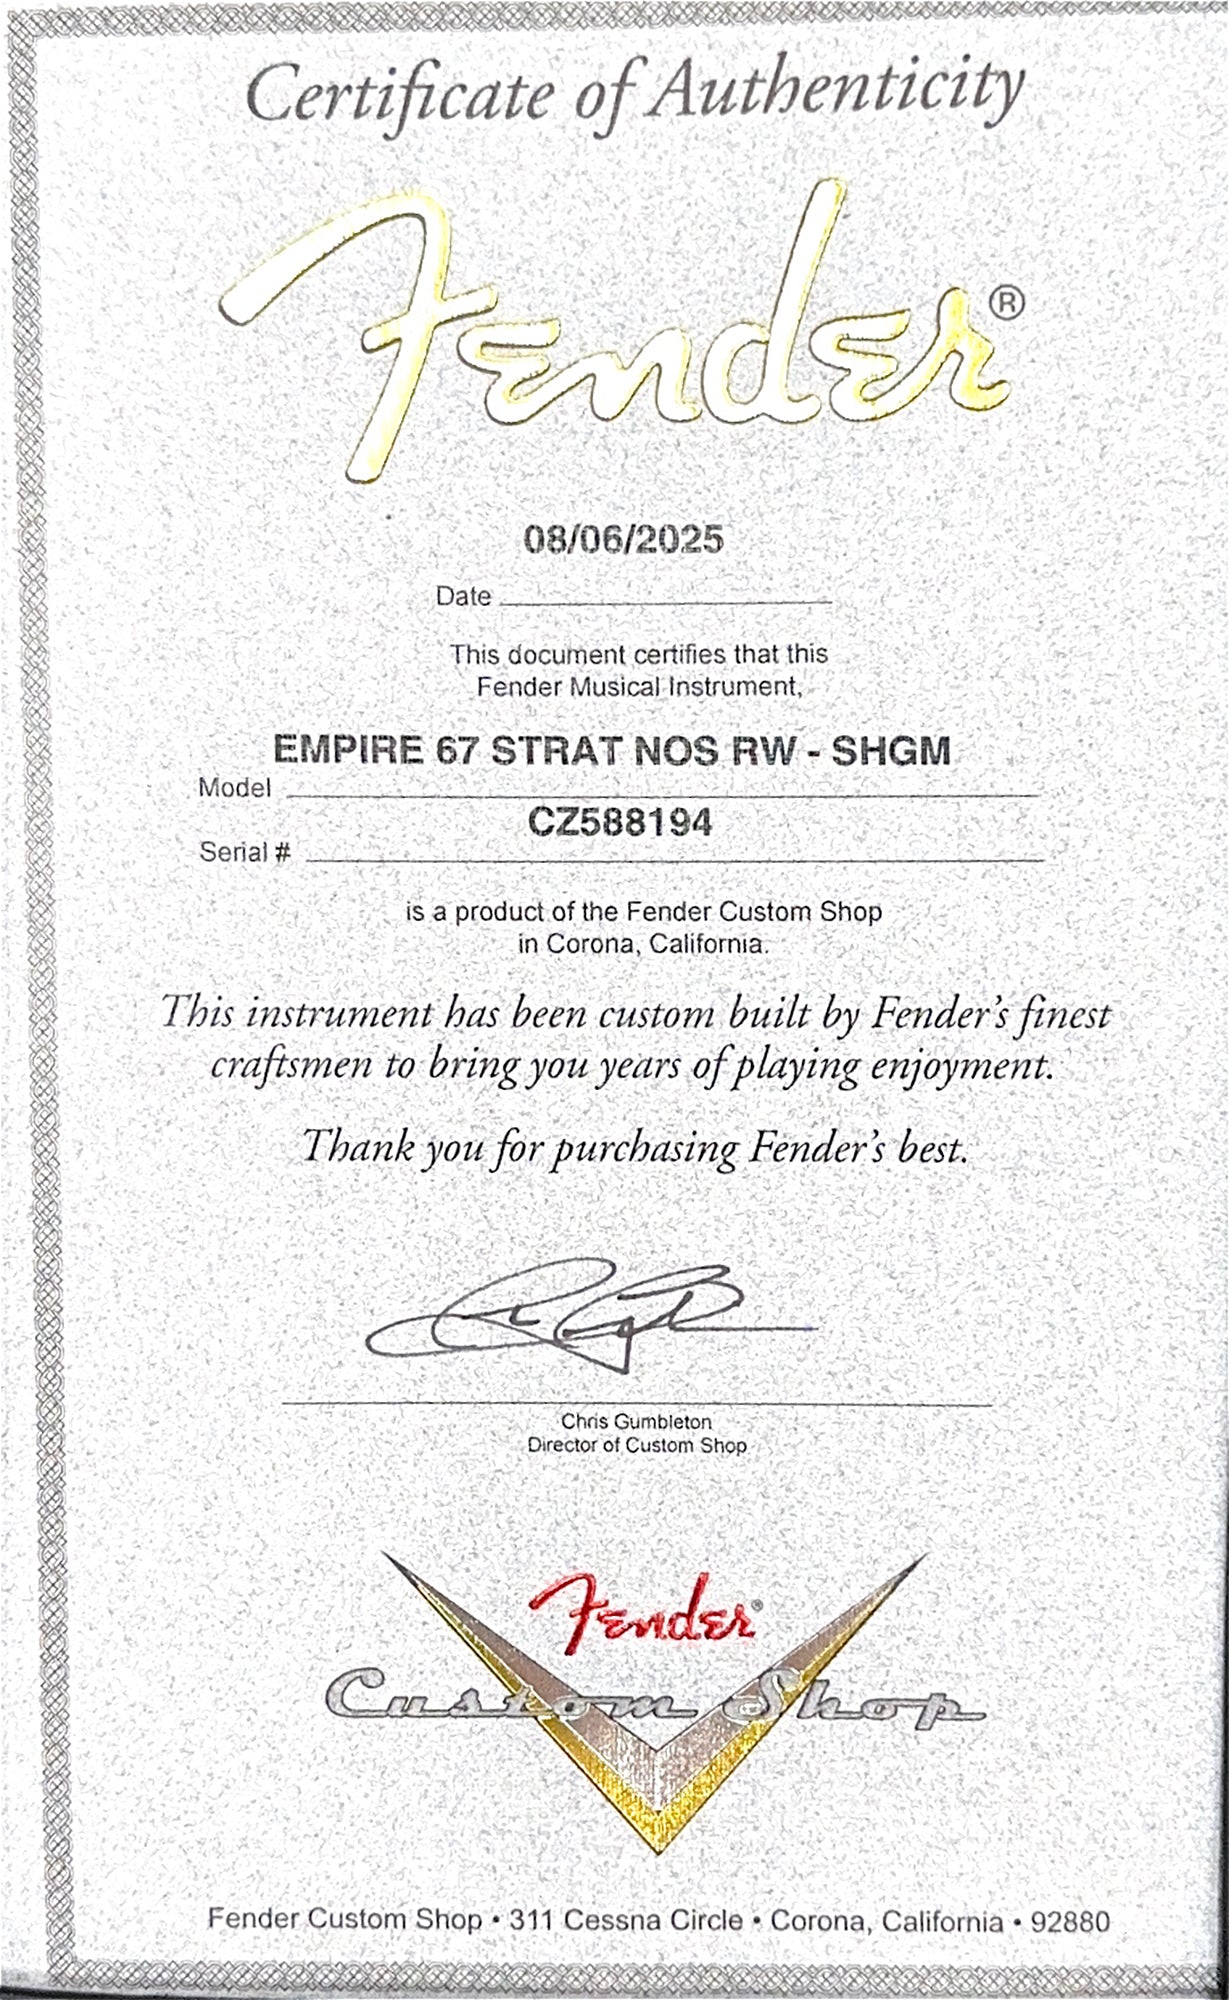 Certificate of Authenticity
Fender®
08/06/2025
Date
This document certifies that this
Fender Musical Instrument,
EMPIRE 67 STRAT NOS RW - SHGM
Model
CZ588194
Serial #
is a product of the Fender Custom Shop
in Corona, California.
This instrument has been custom built by Fender's finest
craftsmen to bring you years of playing enjoyment.
Thank you for purchasing Fender's best.
Chris Gumbleton
Director of Custom Shop
Fender®
Custom Shop
Fender Custom Shop • 311 Cessna Circle • Corona, California • 92880